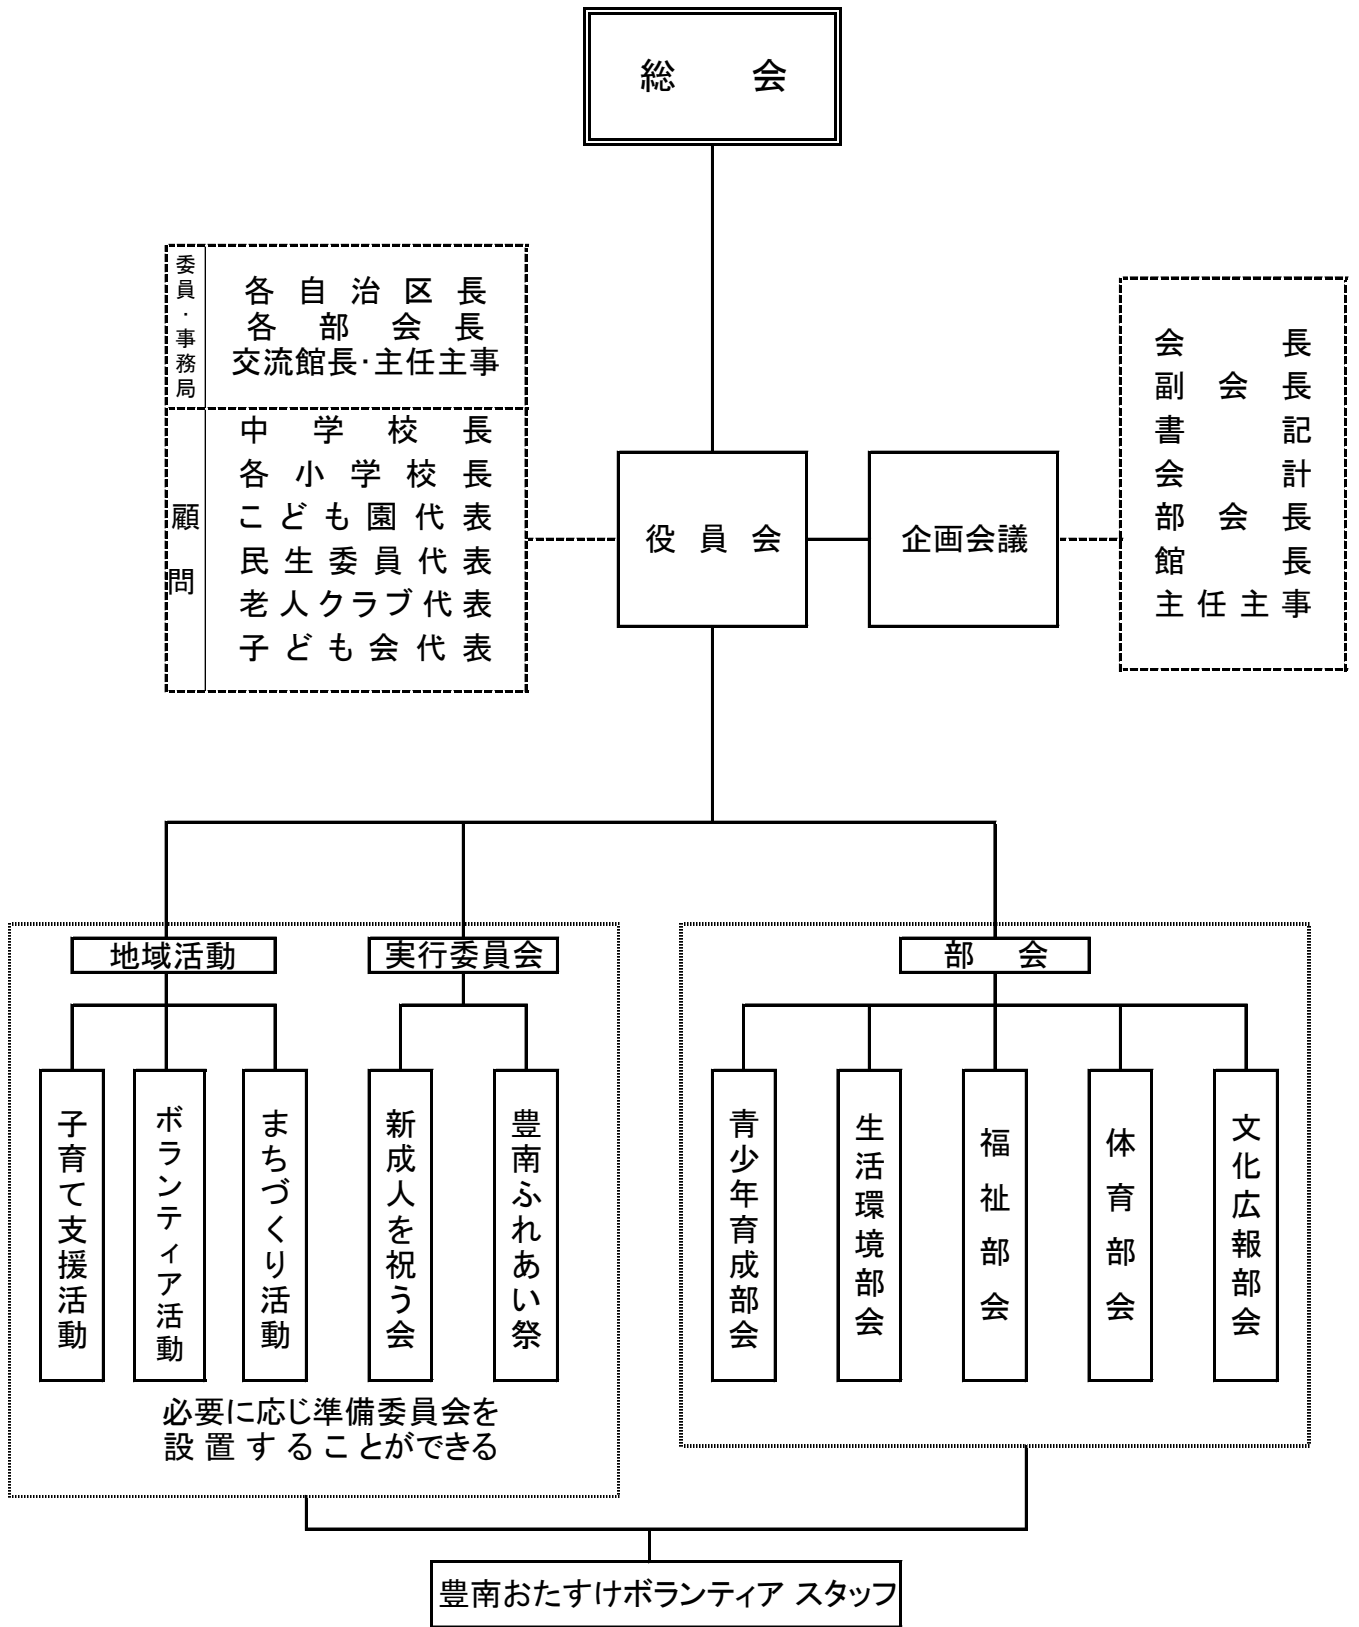 総会
委員・事務局
各自治区長
各部会長
交流館長・主任主事
顧問
中学校長
各小学校長
こども園代表
民生委員代表
老人クラブ代表
子ども会代表
役員会
企画会議
会長
副会長
書記
会計
部会長
館長
主任主事
地域活動
実行委員会
部会
子育て支援活動
ボランティア活動
まちづくり活動
新成人を祝う会
豊南ふれあい祭
青少年育成部会
生活環境部会
福祉部会
体育部会
文化広報部会
必要に応じ準備委員会を
設置することができる
豊南おたすけボランティア スタッフ